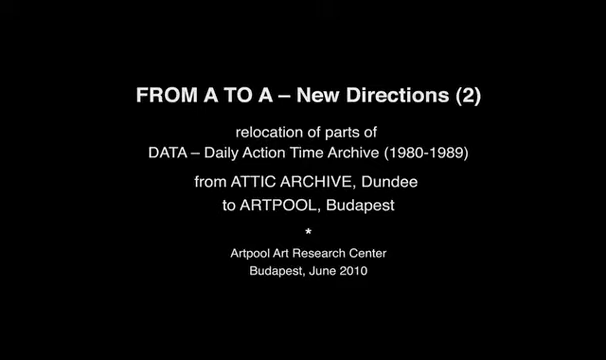 FROM A TO A – New Directions (2)
relocation of parts of
DATA – Daily Action Time Archive (1980-1989)
from ATTIC ARCHIVE, Dundee
to ARTPOOL, Budapest
*
Artpool Art Research Center
Budapest, June 2010